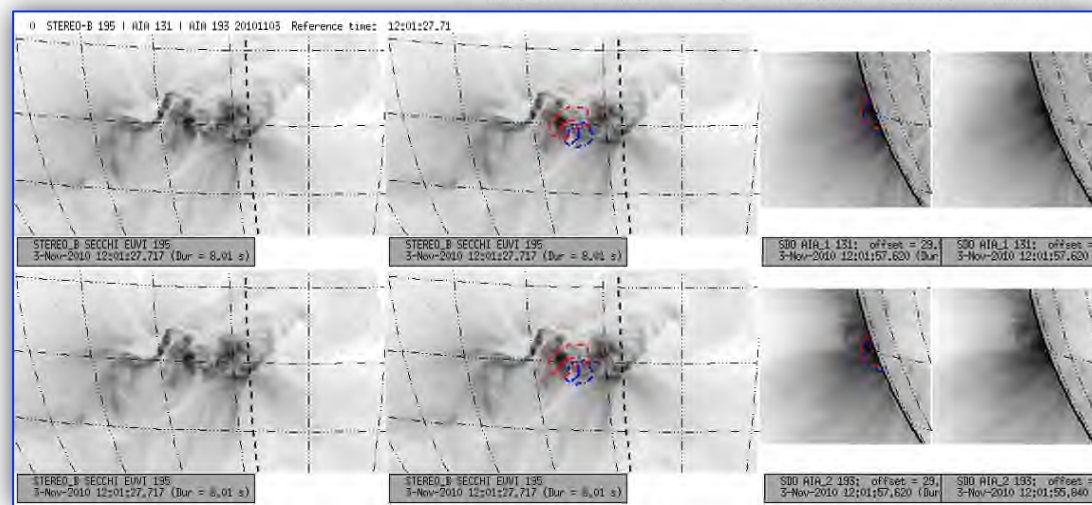 0 STEREO-B 195 | AIA 131 | AIA 193 20101103 Reference time: 12:01:27.71
STEREO_B SECCHI EUVI 195
3-Nov-2010 12:01:27.717 (Dur = 8.01 s)
STEREO_B SECCHI EUVI 195
3-Nov-2010 12:01:27.717 (Dur = 8.01 s)
SDO AIA_1 131; offset = 29.
3-Nov-2010 12:01:57.620 (Dur
SDO AIA_1 131; offset =
3-Nov-2010 12:01:57.620
STEREO_B SECCHI EUVI 195
3-Nov-2010 12:01:27.717 (Dur = 8.01 s)
STEREO_B SECCHI EUVI 195
3-Nov-2010 12:01:27.717 (Dur = 8.01 s)
SDO AIA_2 193; offset = 29.
3-Nov-2010 12:01:57.620 (Dur
SDO AIA_2 193; offset =
3-Nov-2010 12:01:55.840